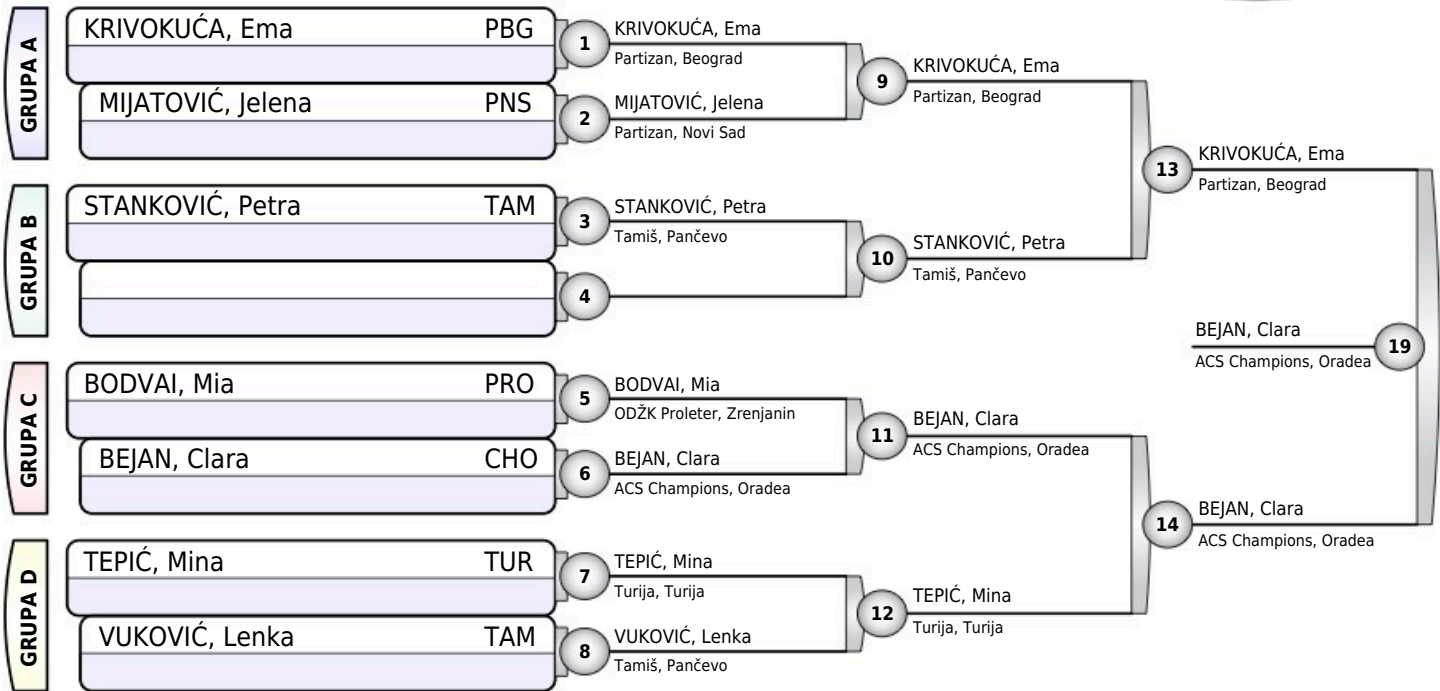 GRUPA A
KRIVOKUĆA, Ema PBG
MIJATOVIĆ, Jelena PNS
GRUPA B
STANKOVIĆ, Petra TAM
GRUPA C
BODVAI, Mia PRO
BEJAN, Clara CHO
GRUPA D
TEPIĆ, Mina TUR
VUKOVIĆ, Lenka TAM
1
KRIVOKUĆA, Ema
Partizan, Beograd
2
MIJATOVIĆ, Jelena
Partizan, Novi Sad
3
STANKOVIĆ, Petra
Tamiš, Pančevo
4
5
BODVAI, Mia
ODŽK Proleter, Zrenjanin
6
BEJAN, Clara
ACS Champions, Oradea
7
TEPIĆ, Mina
Turija, Turija
8
VUKOVIĆ, Lenka
Tamiš, Pančevo
9
KRIVOKUĆA, Ema
Partizan, Beograd
10
STANKOVIĆ, Petra
Tamiš, Pančevo
11
BEJAN, Clara
ACS Champions, Oradea
12
TEPIĆ, Mina
Turija, Turija
13
KRIVOKUĆA, Ema
Partizan, Beograd
14
BEJAN, Clara
ACS Champions, Oradea
BEJAN, Clara
ACS Champions, Oradea
19